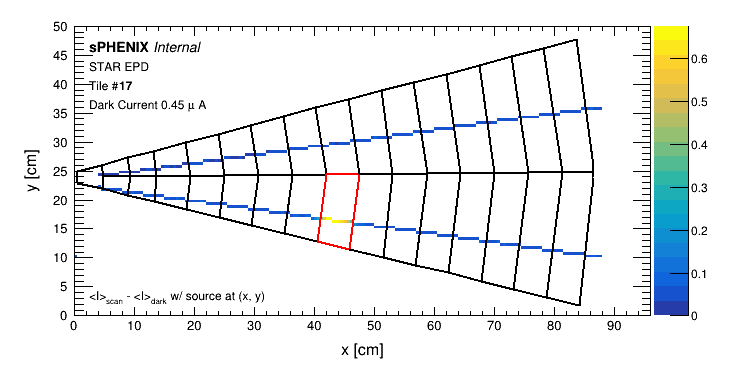 sPHENIX Internal
STAR EPD
Tile #17
Dark Current 0.45 μ A
<I>scan - <I>dark w/ source at (x, y)
y [cm]
50
45
40
35
30
25
20
15
10
5
0
0 10 20 30 40 50 60 70 80 90
x [cm]
0.6
0.5
0.4
0.3
0.2
0.1
0